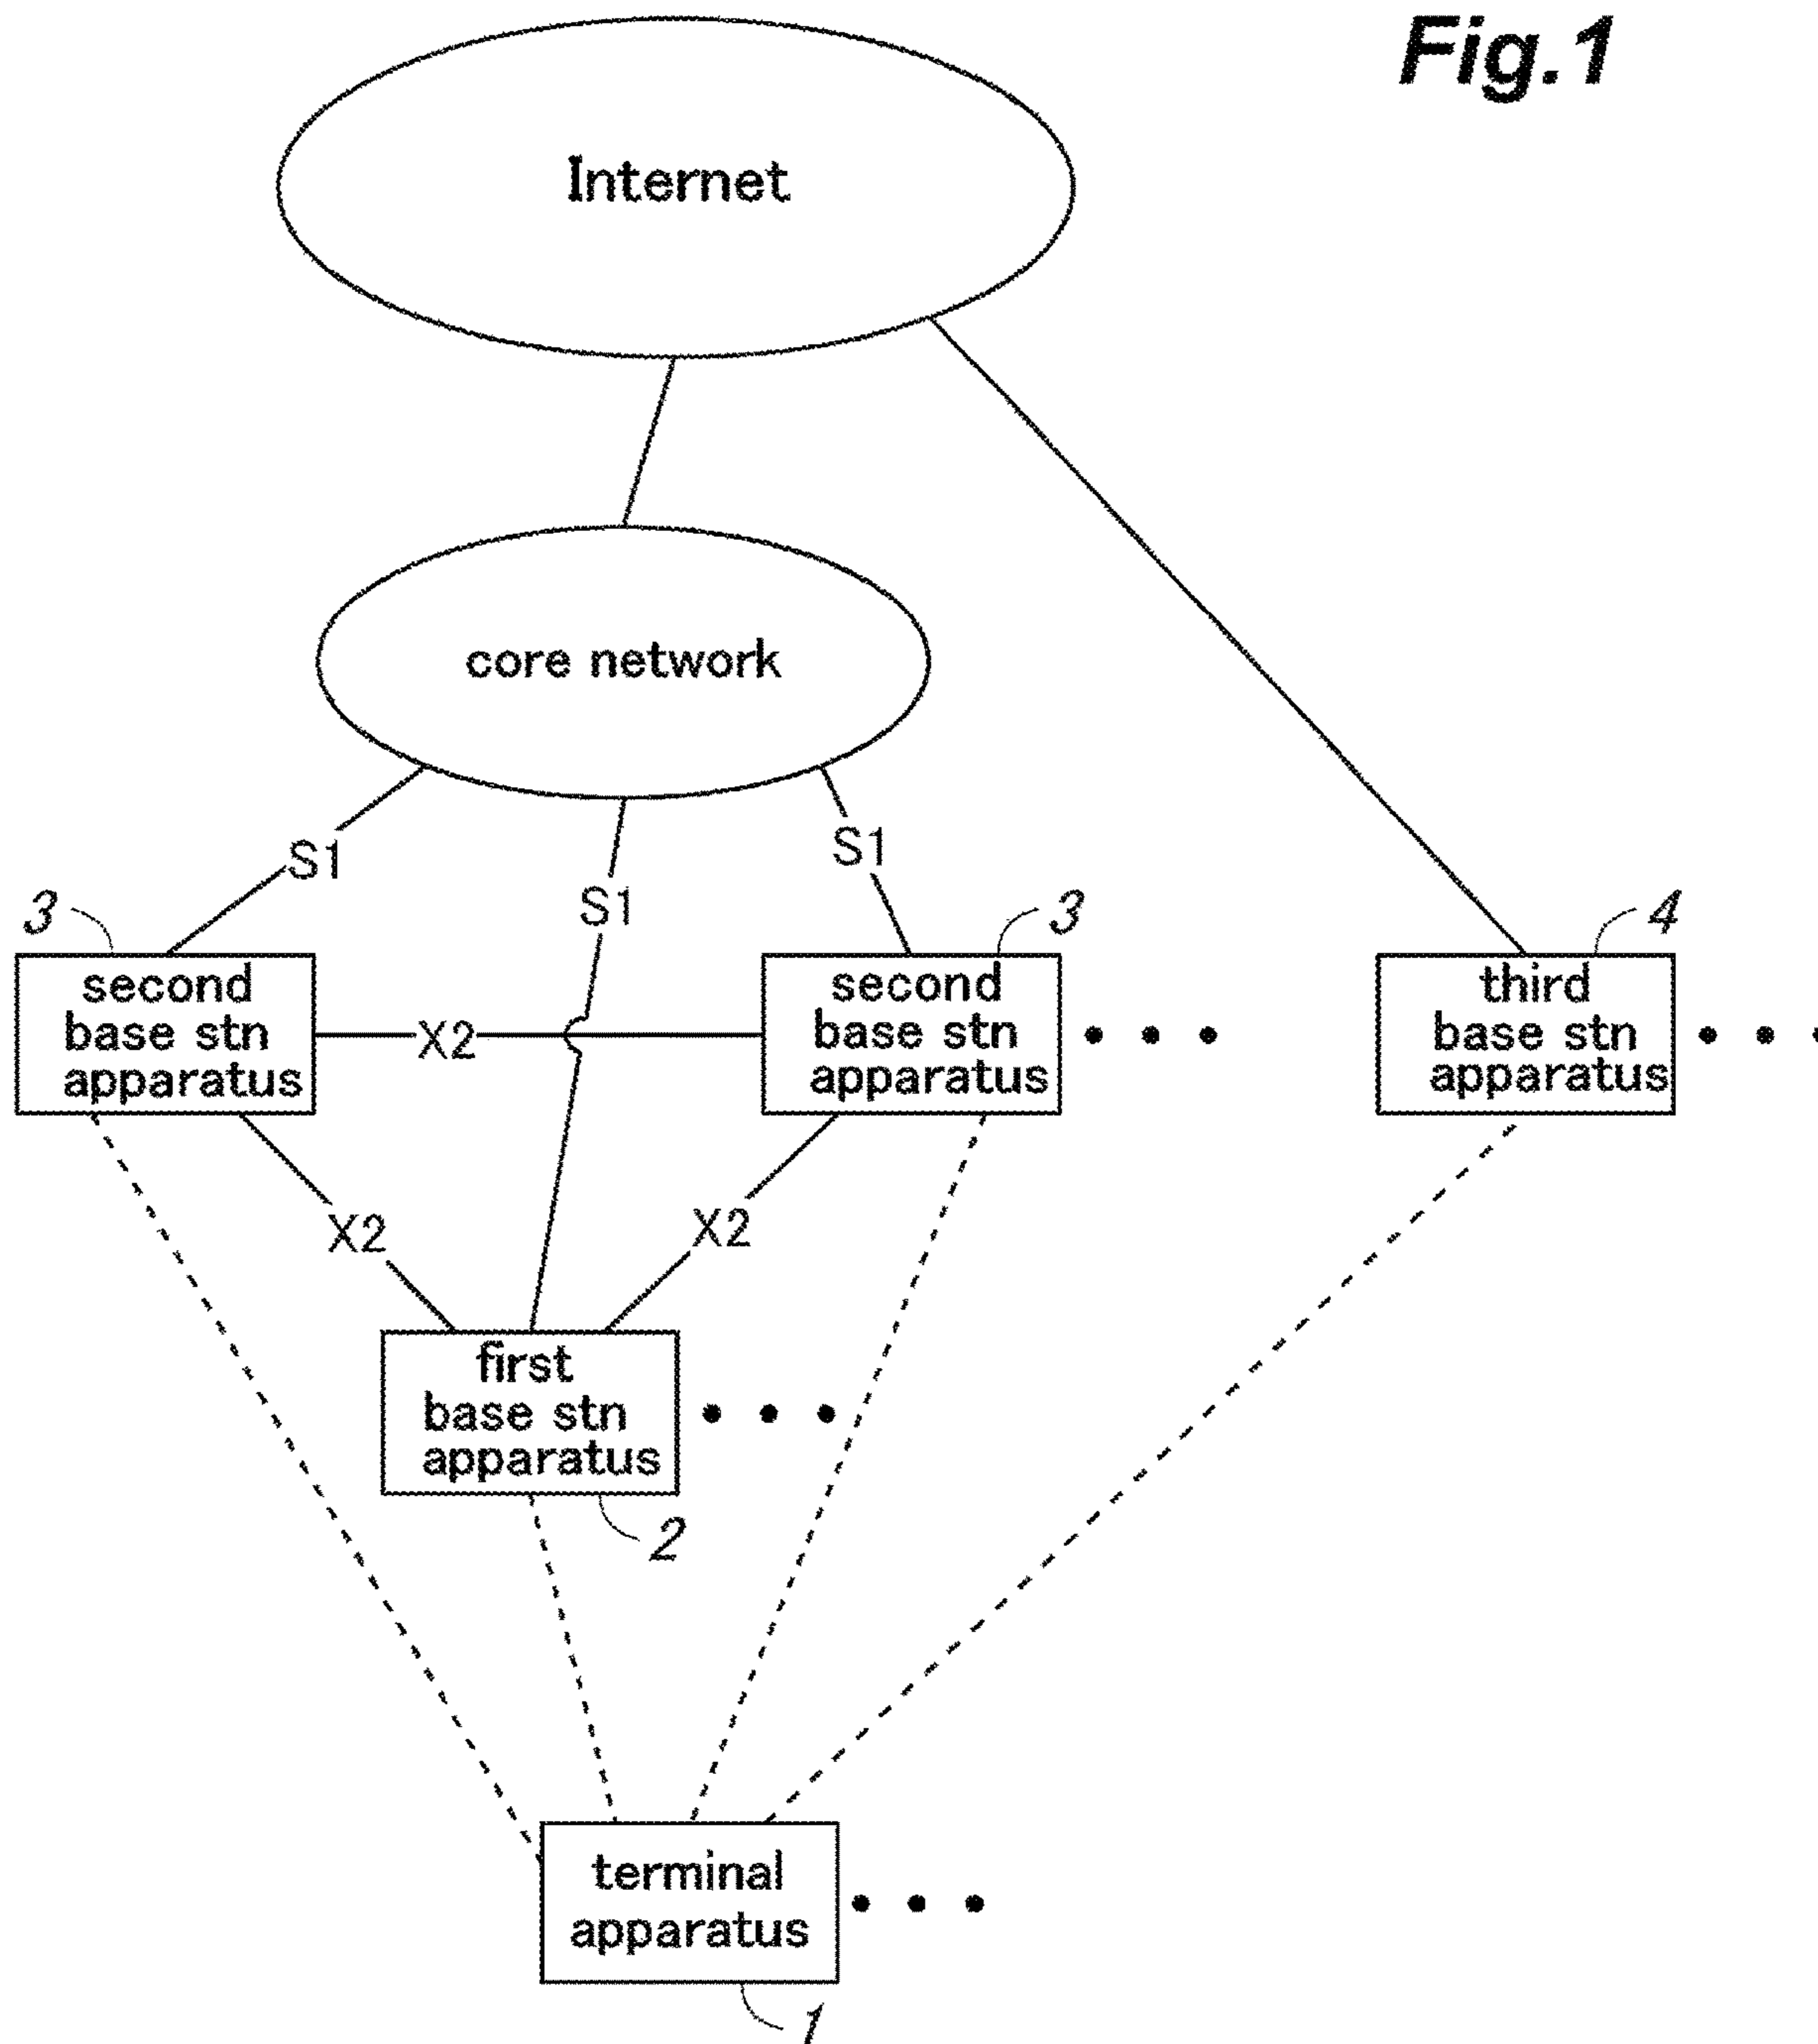 Fig.1
Internet
core network
S1
S1
S1
3
3
4
second
base stn
apparatus
X2
second
base stn
apparatus
third
base stn
apparatus
X2
X2
first
base stn
apparatus
2
terminal
apparatus
1